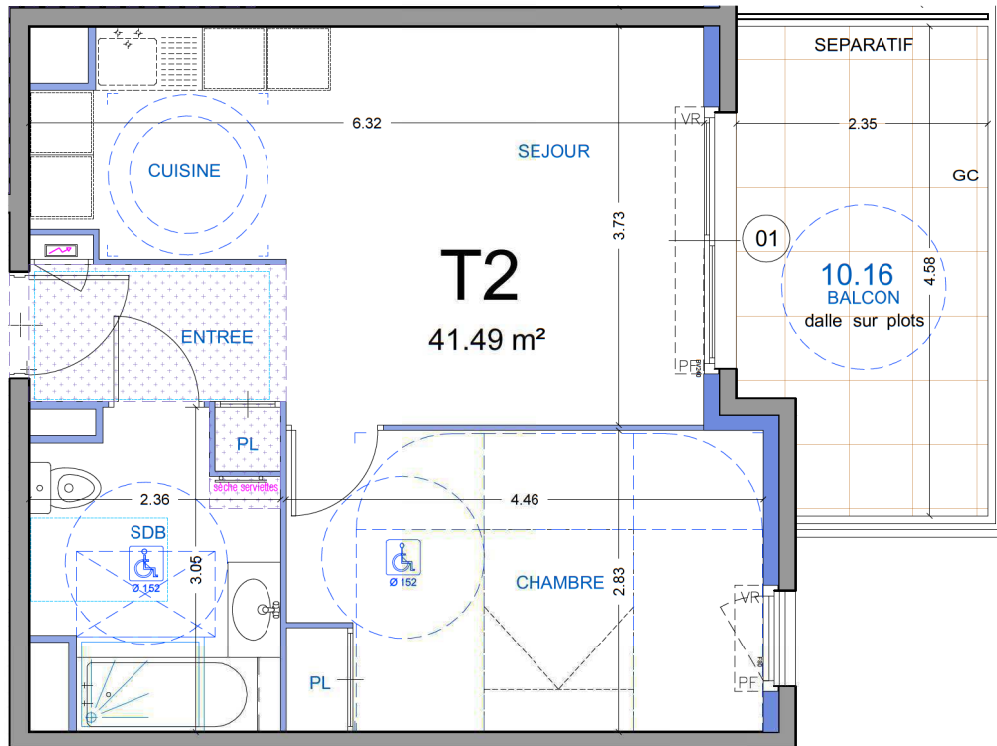 SEPARATIF
VR
6.32
2.35
SEJOUR
CUISINE
GC
3.73
01
T2
10.16
BALCON
4.58
dalle sur plots
41.49 m²
ENTREE
PF
PL
sèche serviettes
2.36
4.46
SDB
Ø 152
3.05
Ø 152
CHAMBRE
2.83
VR
PL
PF